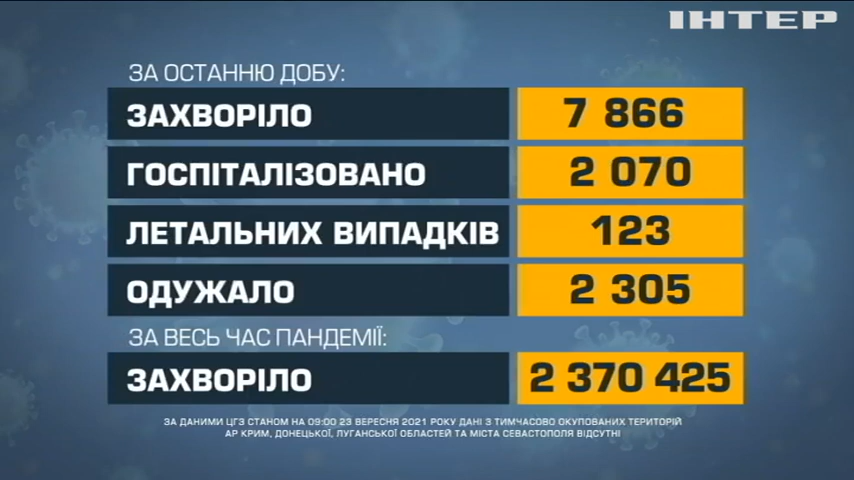 ІНТЕР
ЗА ОСТАННЮ ДОБУ:
ЗАХВОРІЛО 7 866
ГОСПІТАЛІЗОВАНО 2 070
ЛЕТАЛЬНИХ ВИПАДКІВ 123
ОДУЖАЛО 2 305
ЗА ВЕСЬ ЧАС ПАНДЕМІЇ:
ЗАХВОРІЛО 2 370 425
ЗА ДАНИМИ ЦГЗ СТАНОМ НА 09:00 23 ВЕРЕСНЯ 2021 РОКУ ДАНІ З ТИМЧАСОВО ОКУПОВАНИХ ТЕРИТОРІЙ
АР КРИМ, ДОНЕЦЬКОЇ, ЛУГАНСЬКОЇ ОБЛАСТЕЙ ТА МІСТА СЕВАСТОПОЛЯ ВІДСУТНІ